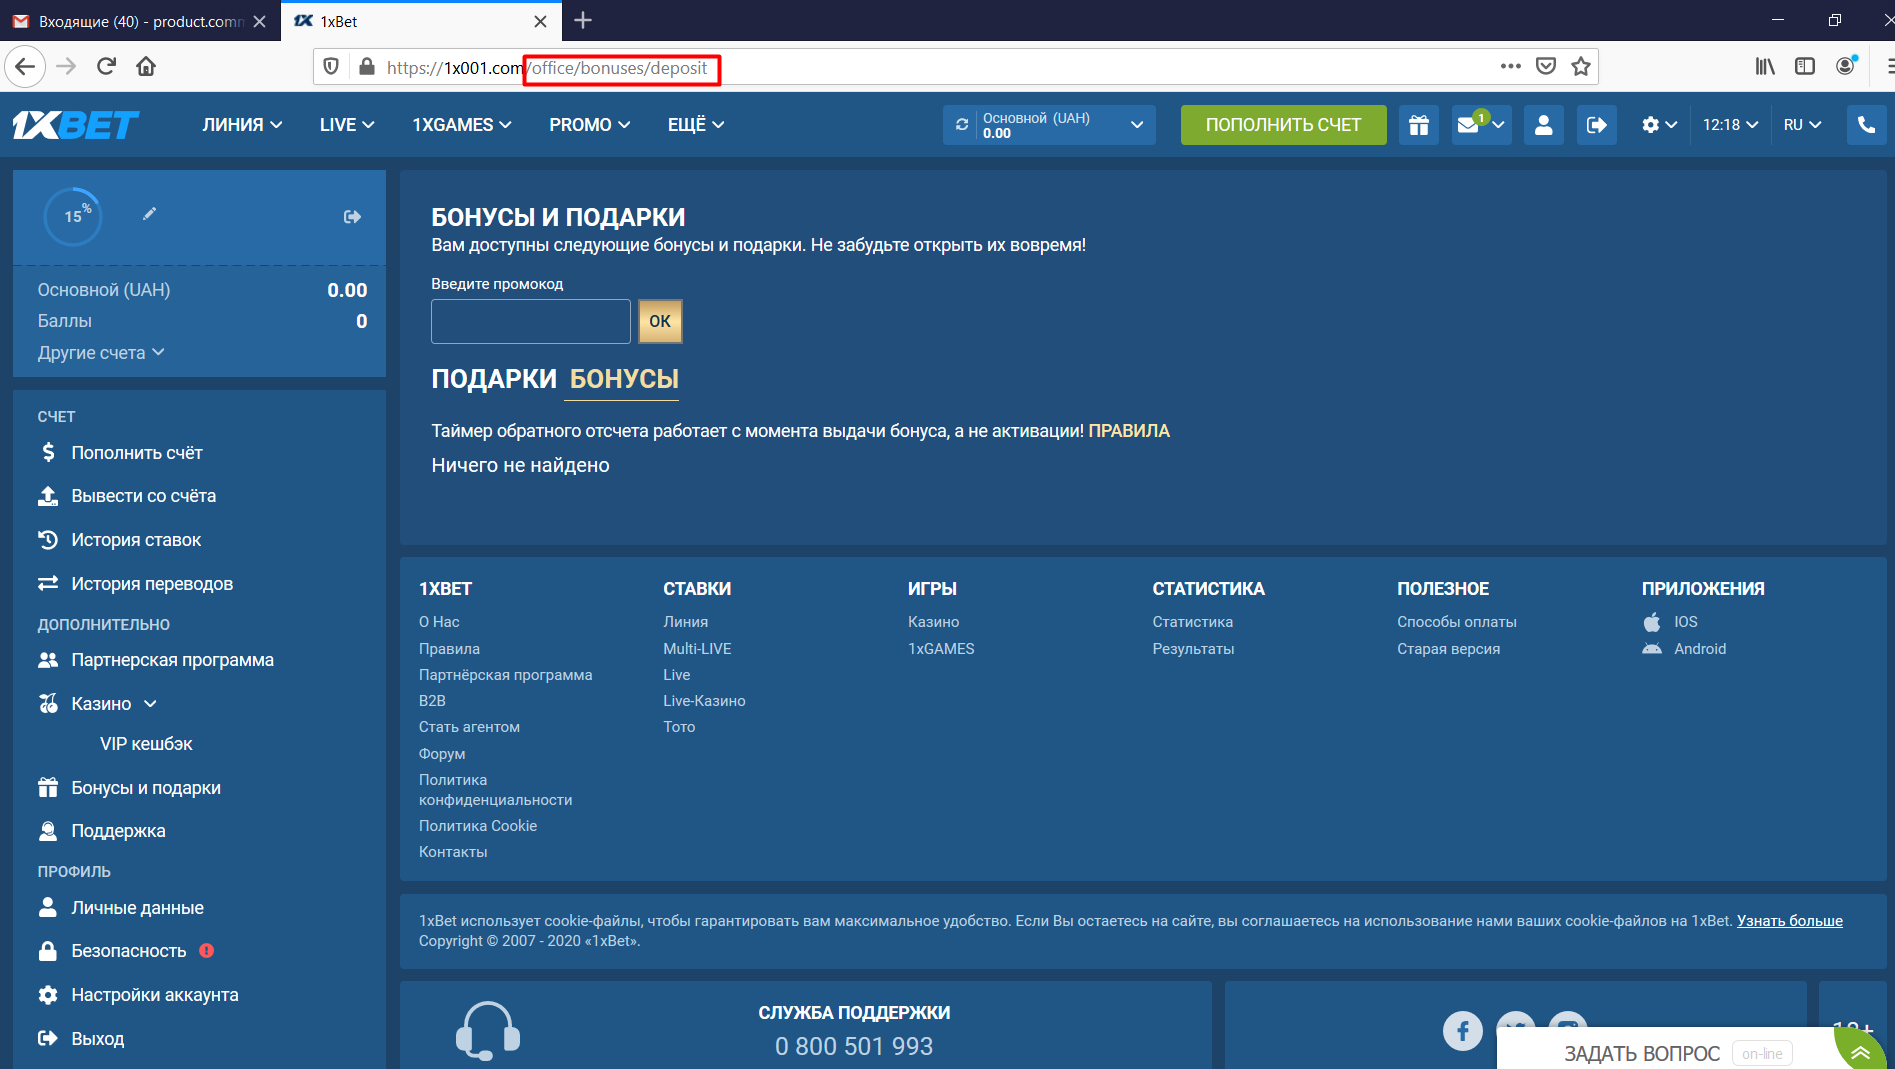 Входящие (40) - product.comm
1xBet
https://1x001.com/office/bonuses/deposit
1XBET
ЛИНИЯ
LIVE
1XGAMES
PROMO
ЕЩЁ
Основной (UAH)
0.00
ПОПОЛНИТЬ СЧЕТ
1
12:18
RU
15%
Основной (UAH) 0.00
Баллы 0
Другие счета
СЧЕТ
Пополнить счёт
Вывести со счёта
История ставок
История переводов
ДОПОЛНИТЕЛЬНО
Партнерская программа
Казино
VIP кешбэк
Бонусы и подарки
Поддержка
ПРОФИЛЬ
Личные данные
Безопасность
Настройки аккаунта
Выход
БОНУСЫ И ПОДАРКИ
Вам доступны следующие бонусы и подарки. Не забудьте открыть их вовремя!
Введите промокод
ОК
ПОДАРКИ БОНУСЫ
Таймер обратного отсчета работает с момента выдачи бонуса, а не активации! ПРАВИЛА
Ничего не найдено
1XBET
О Нас
Правила
Партнёрская программа
B2B
Стать агентом
Форум
Политика
конфиденциальности
Политика Cookie
Контакты
СТАВКИ
Линия
Multi-LIVE
Live
Live-Казино
Тото
ИГРЫ
Казино
1xGAMES
СТАТИСТИКА
Статистика
Результаты
ПОЛЕЗНОЕ
Способы оплаты
Старая версия
ПРИЛОЖЕНИЯ
IOS
Android
1xBet использует cookie-файлы, чтобы гарантировать вам максимальное удобство. Если Вы остаетесь на сайте, вы соглашаетесь на использование нами ваших cookie-файлов на 1xBet. Узнать больше
Copyright © 2007 - 2020 «1xBet».
СЛУЖБА ПОДДЕРЖКИ
0 800 501 993
18+
ЗАДАТЬ ВОПРОС
on-line